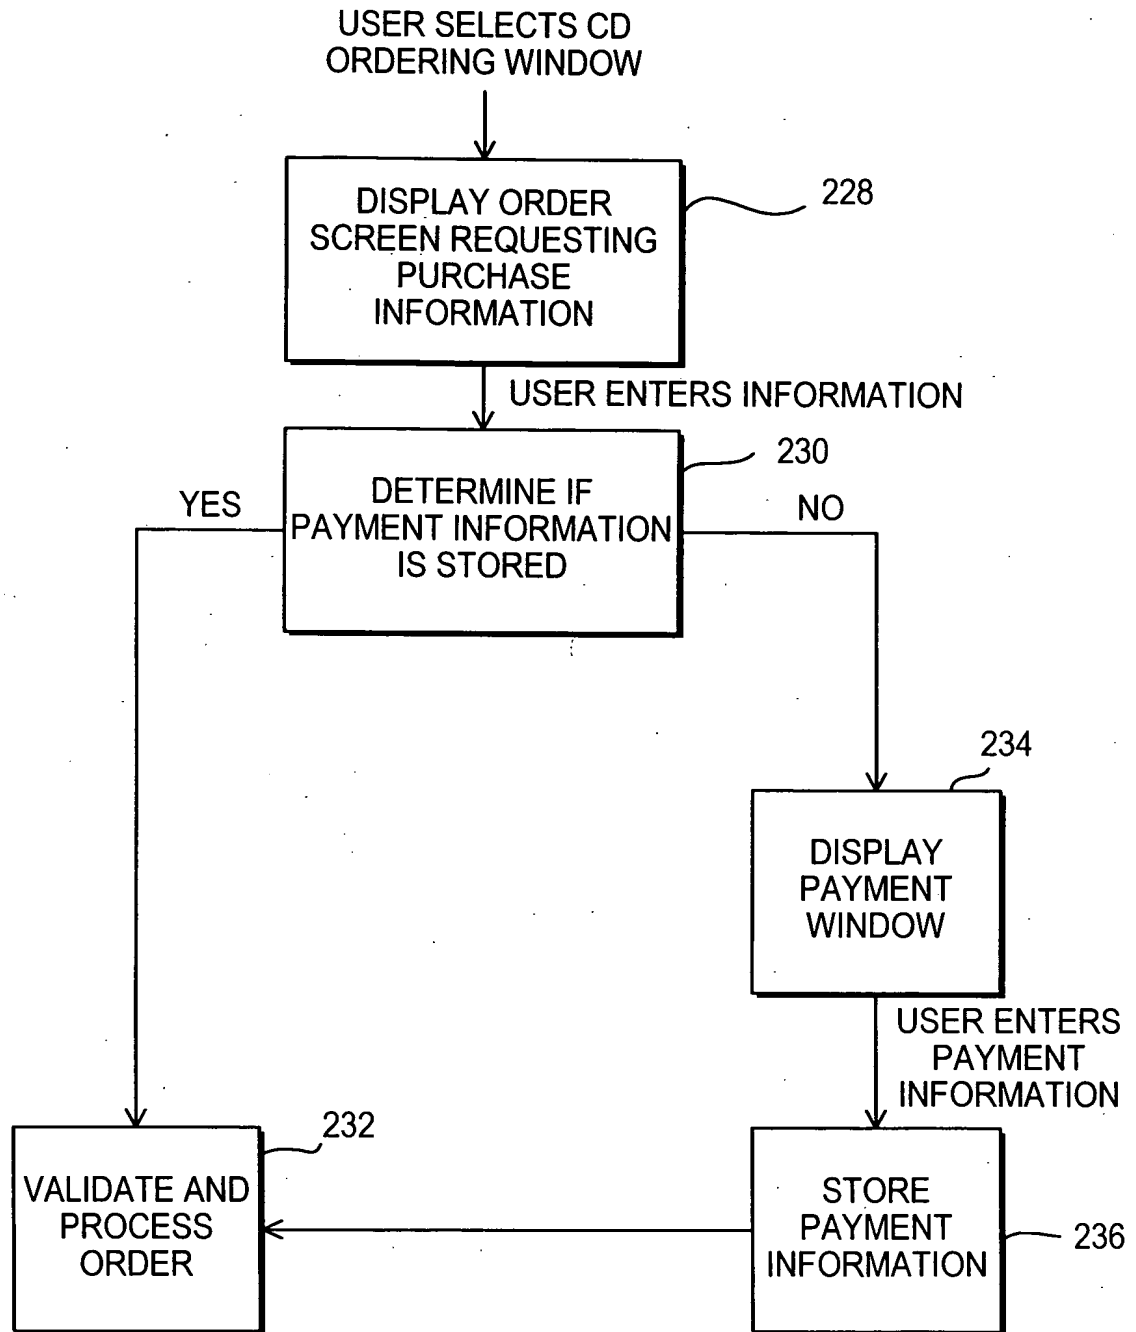 USER SELECTS CD
ORDERING WINDOW
DISPLAY ORDER
SCREEN REQUESTING
PURCHASE
INFORMATION
228
USER ENTERS INFORMATION
230
YES
DETERMINE IF
PAYMENT INFORMATION
IS STORED
NO
234
DISPLAY
PAYMENT
WINDOW
USER ENTERS
PAYMENT
INFORMATION
232
VALIDATE AND
PROCESS
ORDER
STORE
PAYMENT
INFORMATION
236